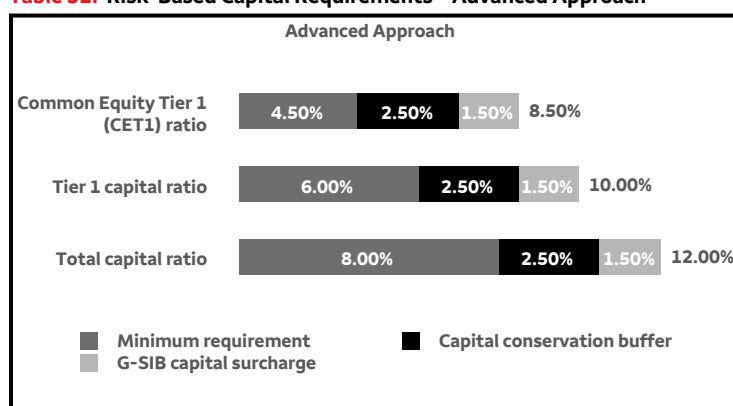 Advanced Approach
Common Equity Tier 1
(CET1) ratio
4.50% 2.50% 1.50% 8.50%
Tier 1 capital ratio 6.00% 2.50% 1.50% 10.00%
Total capital ratio 8.00% 2.50% 1.50% 12.00%
Minimum requirement Capital conservation buffer
G-SIB capital surcharge